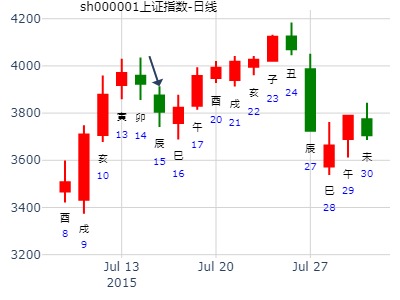 sh000001上证指数-日线
4200
4000
3800
3600
3400
3200
酉
8
戌
9
亥
10
寅
13
卯
14
辰
15
巳
16
午
17
酉
20
戌
21
亥
22
子
23
丑
24
辰
27
巳
28
午
29
未
30
Jul 13
2015
Jul 20
Jul 27